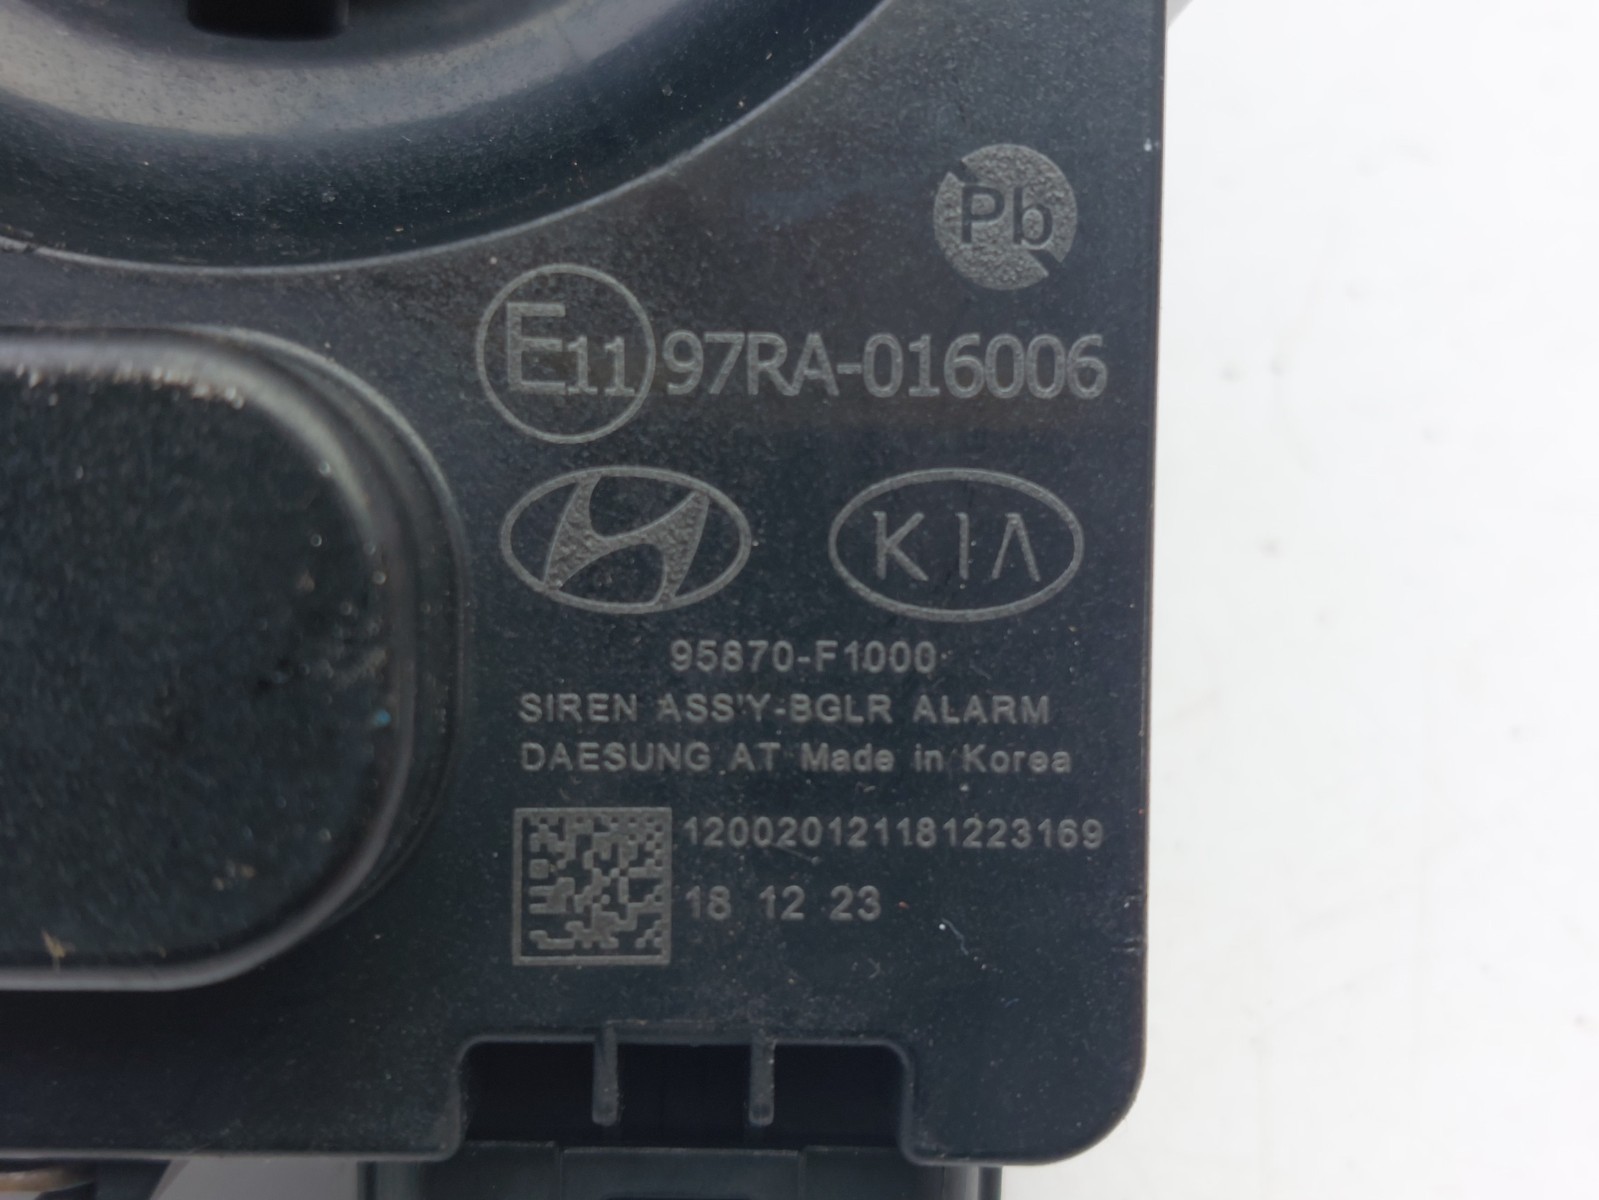 Pb
E11 97RA-016006
KIA
95870-F1000
SIREN ASS'Y-BGLR ALARM
DAESUNG AT Made in Korea
120020121181223169
18 12 23